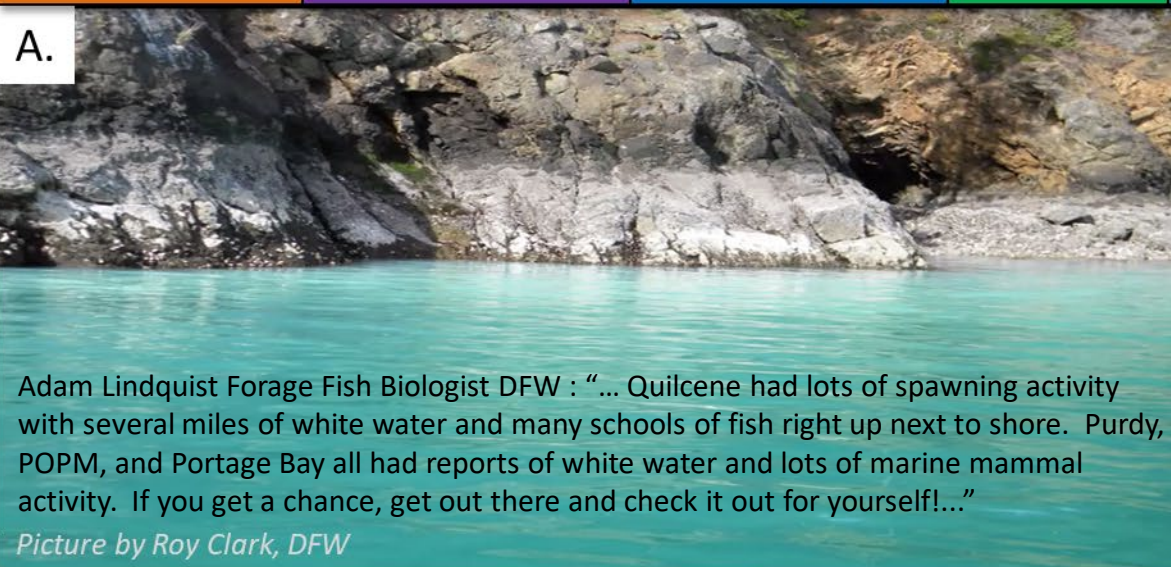 A.
Adam Lindquist Forage Fish Biologist DFW : “… Quilcene had lots of spawning activity
with several miles of white water and many schools of fish right up next to shore.  Purdy,
POPM, and Portage Bay all had reports of white water and lots of marine mammal
activity.  If you get a chance, get out there and check it out for yourself!...”
Picture by Roy Clark, DFW